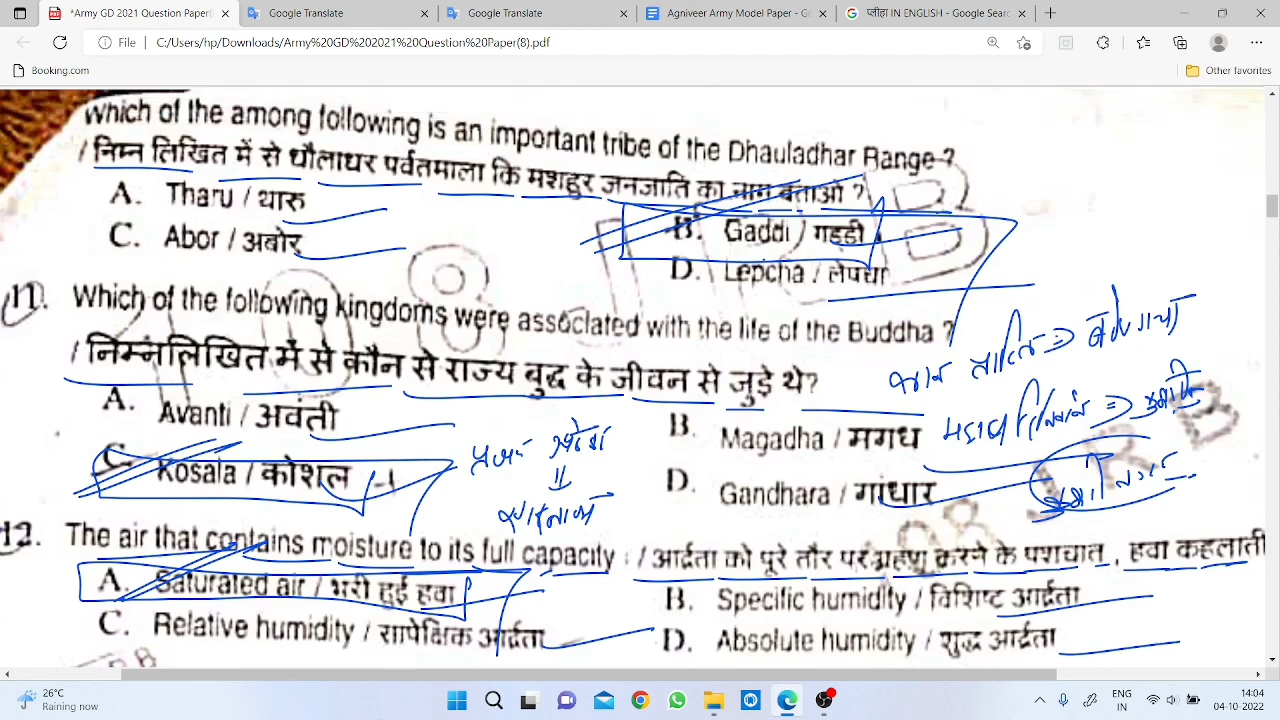 *Army GD 2021 Question Paper(8)
Google Translate
Google Translate
Agniveer Army Model Paper - Go
प्लीहा IN ENGLISH - Google Searc
File
C:/Users/hp/Downloads/Army%20GD%202021%20Question%20Paper(8).pdf
Booking.com
Other favorites
Which of the among following is an important tribe of the Dhauladhar Range ?
/ निम्न लिखित में से धौलाधर पर्वतमाला कि मशहुर जनजाति का नाम बताओ ?
A. Tharu / थारु
B. Gaddi / गड्डी
C. Abor / अबोर
D. Lepcha / लेपचा
11. Which of the following kingdoms were associated with the life of the Buddha ?
/ निम्नलिखित में से कौन से राज्य बुद्ध के जीवन से जुड़े थे?
A. Avanti / अवंती
B. Magadha / मगध
C. Kosala / कोशल
D. Gandhara / गांधार
12. The air that contains moisture to its full capacity : / आर्द्रता को पूरे तौर पर ग्रहण करने के पशचात , हवा कहलाती
A. Saturated air / भरी हुई हवा
B. Specific humidity / विशिष्ट आर्द्रता
C. Relative humidity / सापेक्षिक आर्द्रता
D. Absolute humidity / शुद्ध आर्द्रता
26°C
Raining now
ENG
IN
14:04
04-10-2022